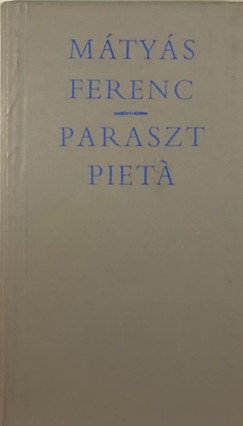 MÁTYÁS
FERENC
PARASZT
PIETÀ